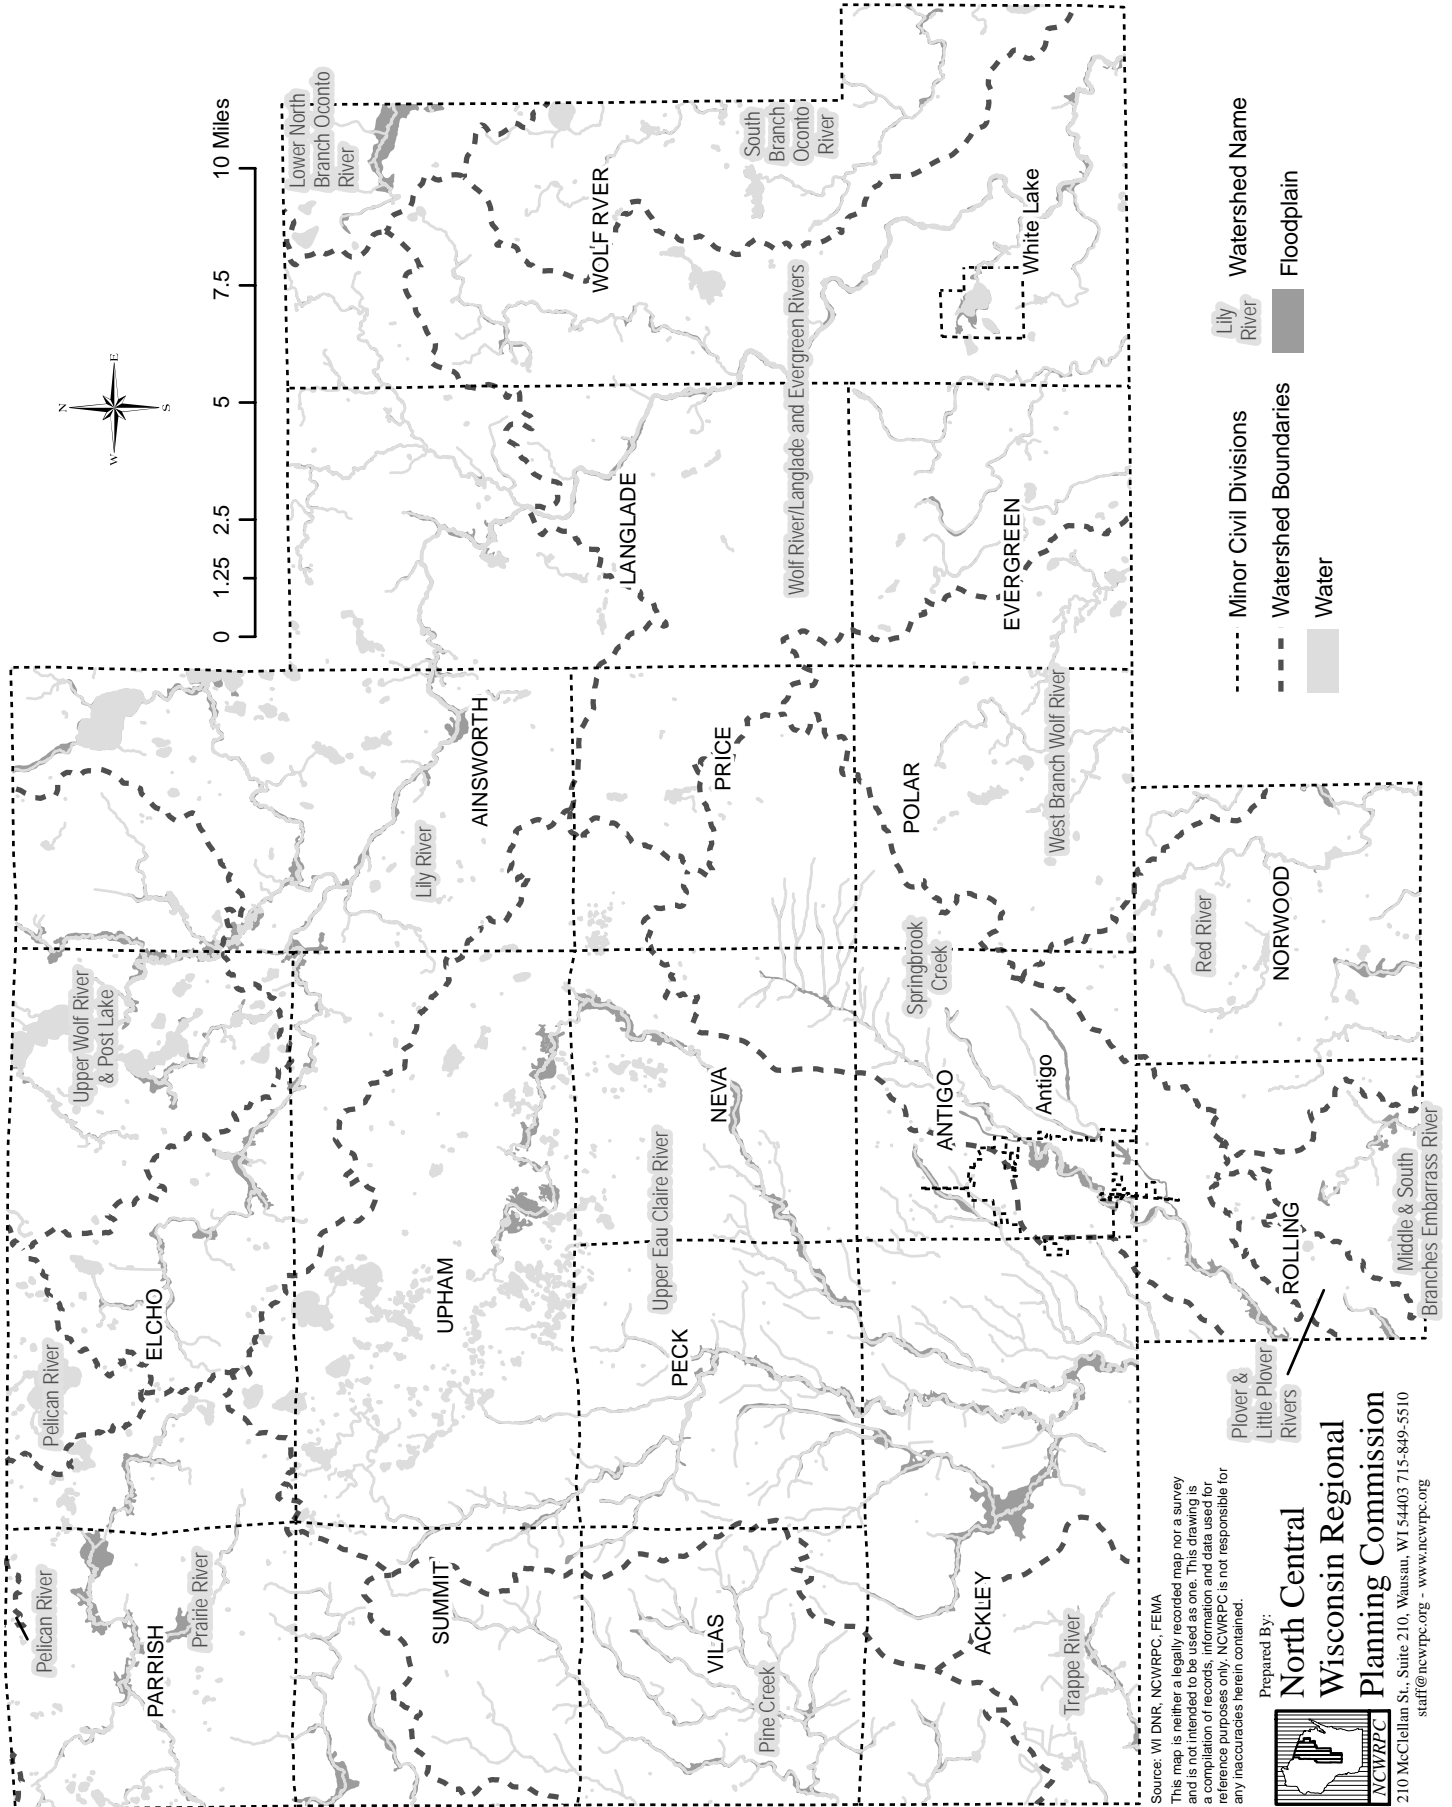 Lower North
Branch Oconto
River
0
1.25
2.5
5
7.5
10 Miles
N
E
S
W
Pelican River
Pelican River
PARRISH
Prairie River
ELCHO
Upper Wolf River
& Post Lake
SUMMIT
UPHAM
Lily River
AINSWORTH
LANGLADE
WOLF RVER
South
Branch
Oconto
River
VILAS
Pine Creek
PECK
Upper Eau Claire River
NEVA
PRICE
Wolf River/Langlade and Evergreen Rivers
ACKLEY
Trappe River
ANTIGO
Antigo
Springbrook
Creek
POLAR
West Branch Wolf River
EVERGREEN
White Lake
Plover &
Little Plover
Rivers
ROLLING
Middle & South
Branches Embarrass River
NORWOOD
Red River
Minor Civil Divisions
Watershed Boundaries
Water
Lily
River
Watershed Name
Floodplain
Source: WI DNR, NCWRPC, FEMA
This map is neither a legally recorded map nor a survey
and is not intended to be used as one. This drawing is
a compilation of records, information and data used for
reference purposes only. NCWRPC is not responsible for
any inaccuracies herein contained.
Prepared By:
North Central
Wisconsin Regional
Planning Commission
NCWRPC
210 McClellan St., Suite 210, Wausau, WI 54403 715-849-5510
staff@ncwrpc.org - www.ncwrpc.org